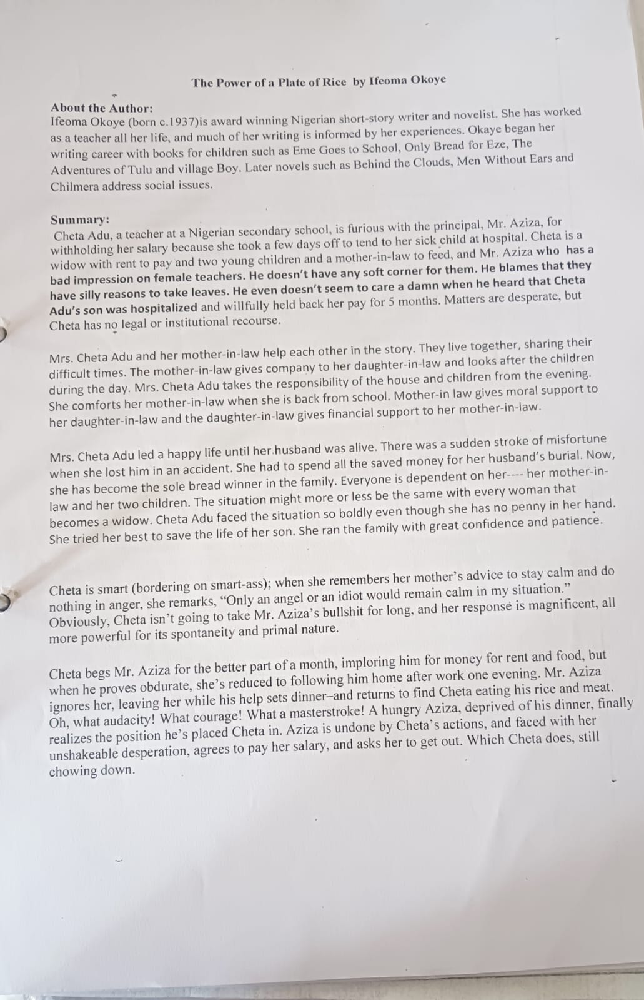 The Power of a Plate of Rice by Ifeoma Okoye
About the Author:
Ifeoma Okoye (born c.1937)is award winning Nigerian short-story writer and novelist. She has worked
as a teacher all her life, and much of her writing is informed by her experiences. Okaye began her
writing career with books for children such as Eme Goes to School, Only Bread for Eze, The
Adventures of Tulu and village Boy. Later novels such as Behind the Clouds, Men Without Ears and
Chilmera address social issues.
Summary:
Cheta Adu, a teacher at a Nigerian secondary school, is furious with the principal, Mr. Aziza, for
withholding her salary because she took a few days off to tend to her sick child at hospital. Cheta is a
widow with rent to pay and two young children and a mother-in-law to feed, and Mr. Aziza who has a
bad impression on female teachers. He doesn't have any soft corner for them. He blames that they
have silly reasons to take leaves. He even doesn't seem to care a damn when he heard that Cheta
Adu's son was hospitalized and willfully held back her pay for 5 months. Matters are desperate, but
Cheta has no legal or institutional recourse.
Mrs. Cheta Adu and her mother-in-law help each other in the story. They live together, sharing their
difficult times. The mother-in-law gives company to her daughter-in-law and looks after the children
during the day. Mrs. Cheta Adu takes the responsibility of the house and children from the evening.
She comforts her mother-in-law when she is back from school. Mother-in law gives moral support to
her daughter-in-law and the daughter-in-law gives financial support to her mother-in-law.
Mrs. Cheta Adu led a happy life until her husband was alive. There was a sudden stroke of misfortune
when she lost him in an accident. She had to spend all the saved money for her husband's burial. Now,
she has become the sole bread winner in the family. Everyone is dependent on her---- her mother-in-
law and her two children. The situation might more or less be the same with every woman that
becomes a widow. Cheta Adu faced the situation so boldly even though she has no penny in her hand.
She tried her best to save the life of her son. She ran the family with great confidence and patience.
Cheta is smart (bordering on smart-ass); when she remembers her mother's advice to stay calm and do
nothing in anger, she remarks, “Only an angel or an idiot would remain calm in my situation.”
Obviously, Cheta isn't going to take Mr. Aziza's bullshit for long, and her response is magnificent, all
more powerful for its spontaneity and primal nature.
Cheta begs Mr. Aziza for the better part of a month, imploring him for money for rent and food, but
when he proves obdurate, she's reduced to following him home after work one evening. Mr. Aziza
ignores her, leaving her while his help sets dinner–and returns to find Cheta eating his rice and meat.
Oh, what audacity! What courage! What a masterstroke! A hungry Aziza, deprived of his dinner, finally
realizes the position he's placed Cheta in. Aziza is undone by Cheta's actions, and faced with her
unshakeable desperation, agrees to pay her salary, and asks her to get out. Which Cheta does, still
chowing down.